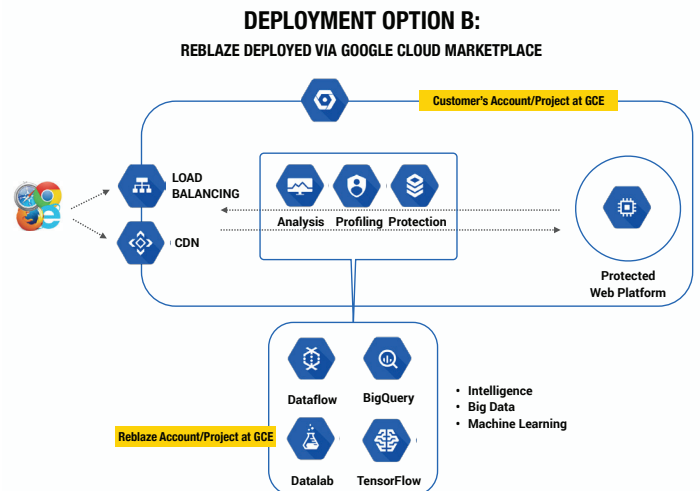 DEPLOYMENT OPTION B:
REBLAZE DEPLOYED VIA GOOGLE CLOUD MARKETPLACE
Customer's Account/Project at GCE
LOAD
BALANCING
CDN
Analysis
Profiling
Protection
Protected
Web Platform
Dataflow
BigQuery
Reblaze Account/Project at GCE
Datalab
TensorFlow
• Intelligence
• Big Data
• Machine Learning